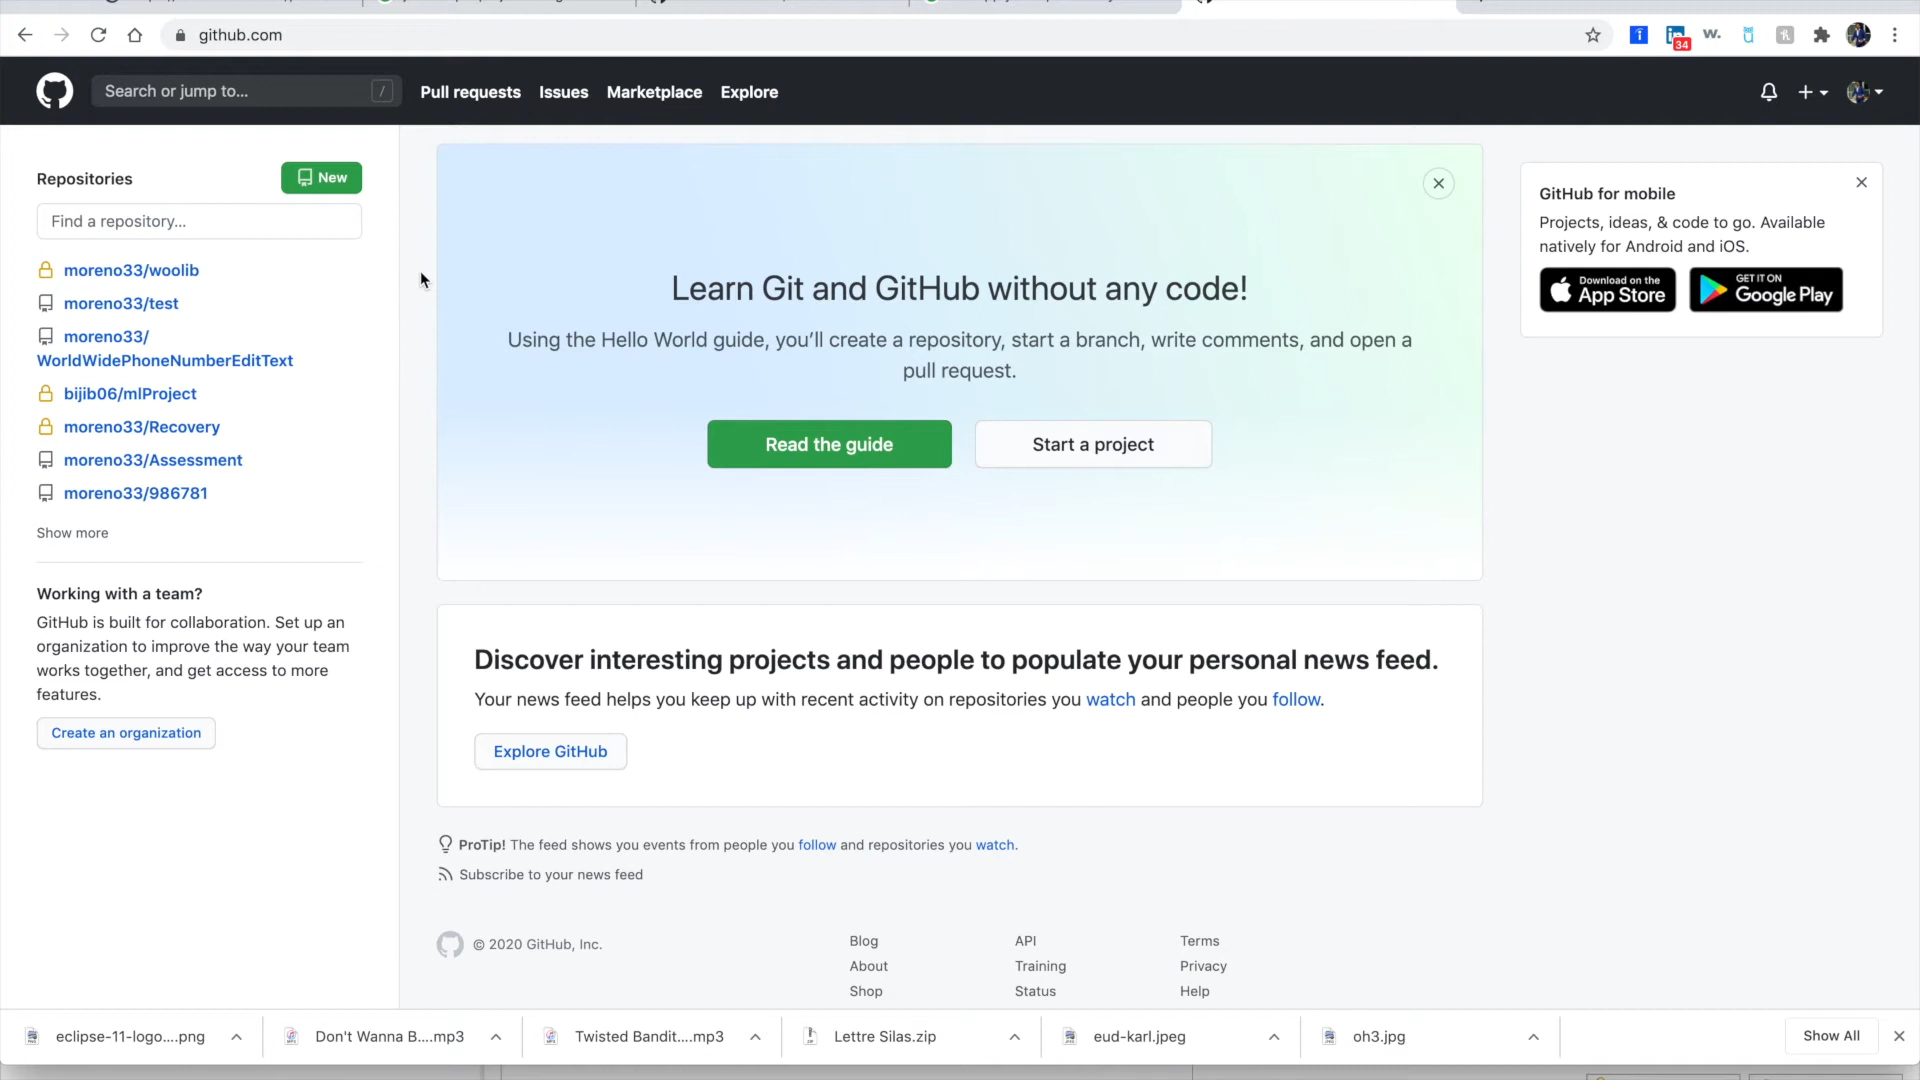 github.com
34
w.
Search or jump to...
/
Pull requests
Issues
Marketplace
Explore
Repositories
New
Find a repository...
moreno33/woolib
moreno33/test
moreno33/
WorldWidePhoneNumberEditText
bijib06/mlProject
moreno33/Recovery
moreno33/Assessment
moreno33/986781
Show more
Working with a team?
GitHub is built for collaboration. Set up an
organization to improve the way your team
works together, and get access to more
features.
Create an organization
Learn Git and GitHub without any code!
Using the Hello World guide, you’ll create a repository, start a branch, write comments, and open a
pull request.
Read the guide
Start a project
Discover interesting projects and people to populate your personal news feed.
Your news feed helps you keep up with recent activity on repositories you watch and people you follow.
Explore GitHub
ProTip! The feed shows you events from people you follow and repositories you watch.
Subscribe to your news feed
GitHub for mobile
Projects, ideas, & code to go. Available
natively for Android and iOS.
Download on the
App Store
GET IT ON
Google Play
© 2020 GitHub, Inc.
Blog
About
Shop
API
Training
Status
Terms
Privacy
Help
eclipse-11-logo....png
Don't Wanna B....mp3
Twisted Bandit....mp3
Lettre Silas.zip
eud-karl.jpeg
oh3.jpg
Show All